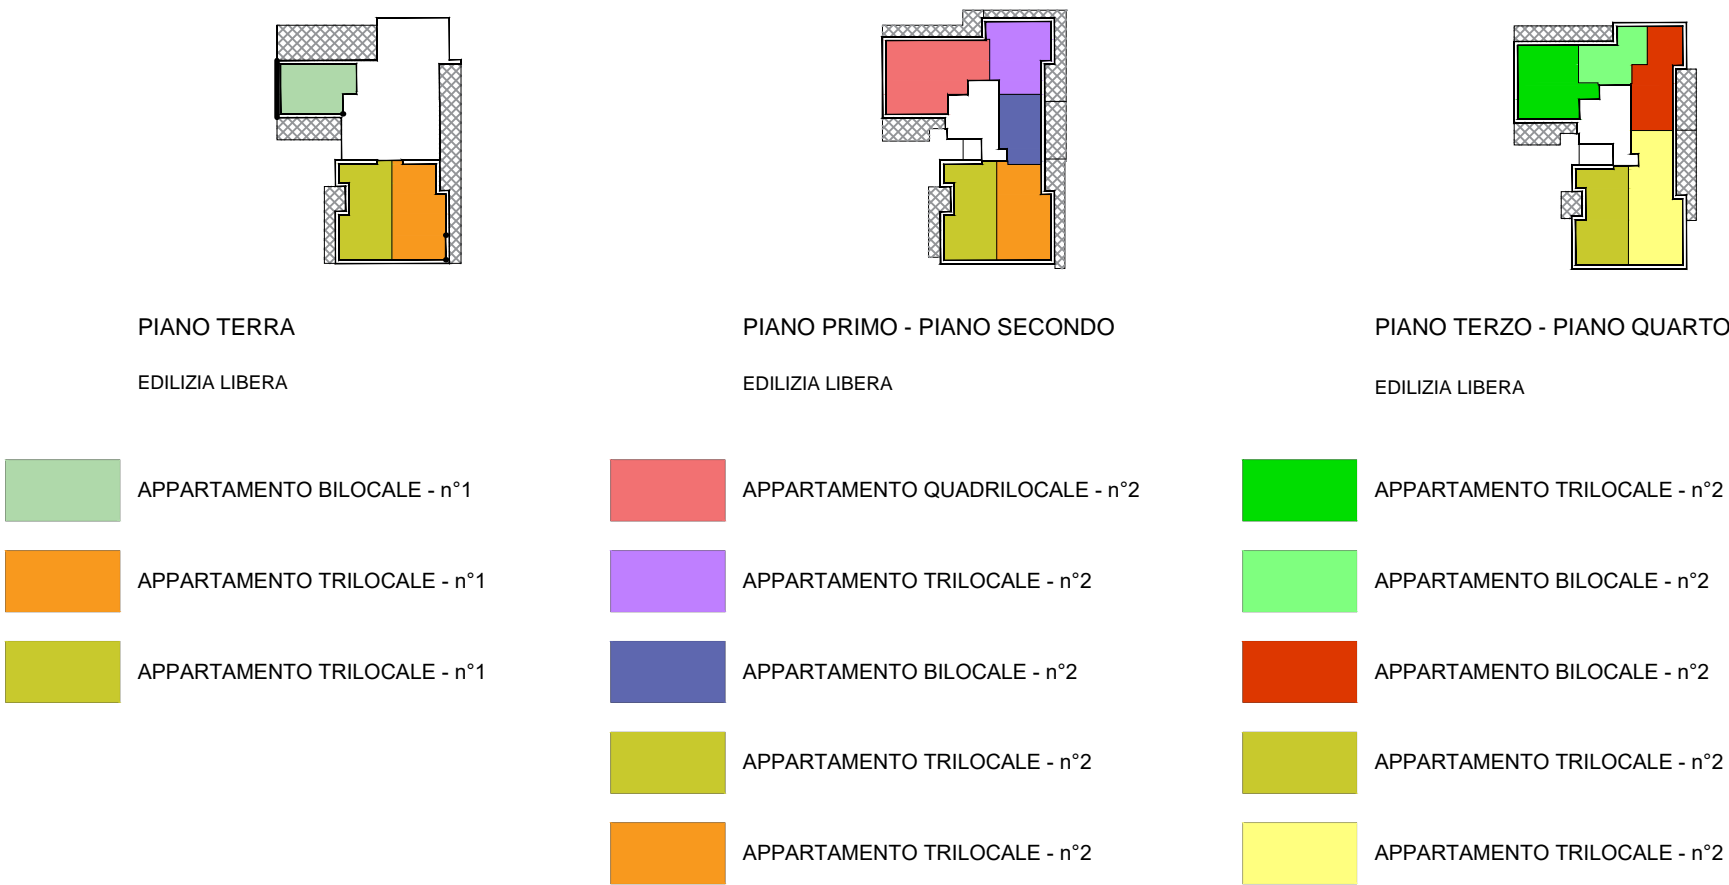 PIANO TERRA
EDILIZIA LIBERA
APPARTAMENTO BILOCALE - n°1
APPARTAMENTO TRILOCALE - n°1
APPARTAMENTO TRILOCALE - n°1
PIANO PRIMO - PIANO SECONDO
EDILIZIA LIBERA
APPARTAMENTO QUADRILOCALE - n°2
APPARTAMENTO TRILOCALE - n°2
APPARTAMENTO BILOCALE - n°2
APPARTAMENTO TRILOCALE - n°2
APPARTAMENTO TRILOCALE - n°2
PIANO TERZO - PIANO QUARTO
EDILIZIA LIBERA
APPARTAMENTO TRILOCALE - n°2
APPARTAMENTO BILOCALE - n°2
APPARTAMENTO BILOCALE - n°2
APPARTAMENTO TRILOCALE - n°2
APPARTAMENTO TRILOCALE - n°2